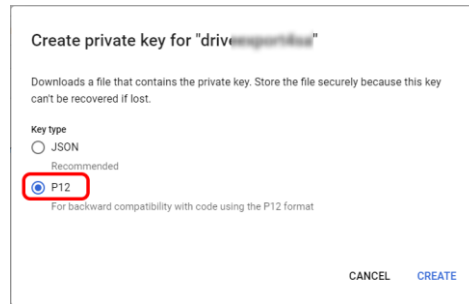 Create private key for "driv
Downloads a file that contains the private key. Store the file securely because this key
can't be recovered if lost.
Key type
JSON
Recommended
P12
For backward compatibility with code using the P12 format
CANCEL CREATE